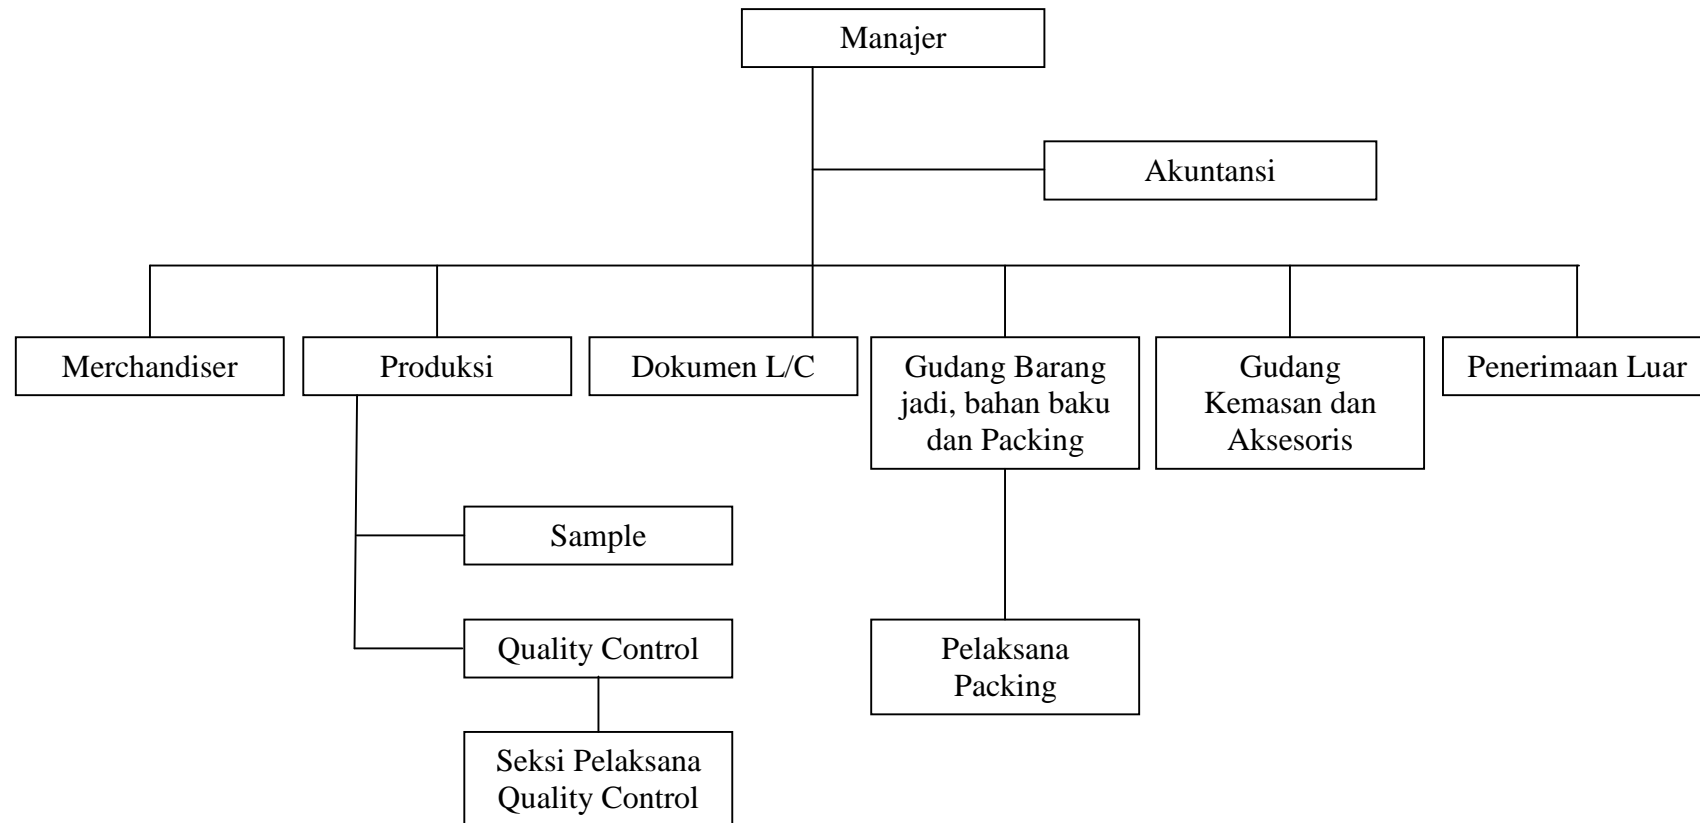 Manajer
Akuntansi
Merchandiser
Produksi
Dokumen L/C
Gudang Barang
jadi, bahan baku
dan Packing
Gudang
Kemasan dan
Aksesoris
Penerimaan Luar
Sample
Quality Control
Pelaksana
Packing
Seksi Pelaksana
Quality Control